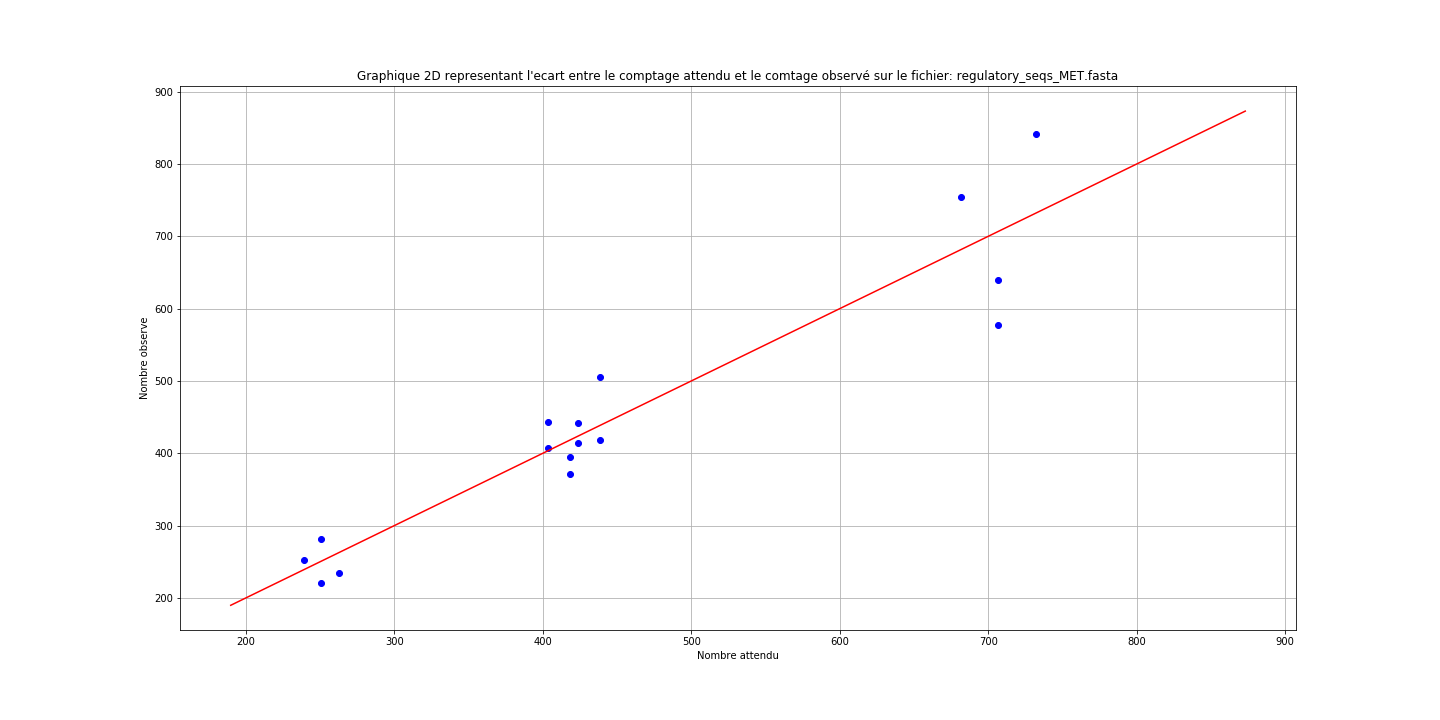 Graphique 2D representant l'ecart entre le comptage attendu et le comtage observé sur le fichier: regulatory_seqs_MET.fasta
900
800
700
600
500
400
300
200
Nombre observe
200 300 400 500 600 700 800 900
Nombre attendu